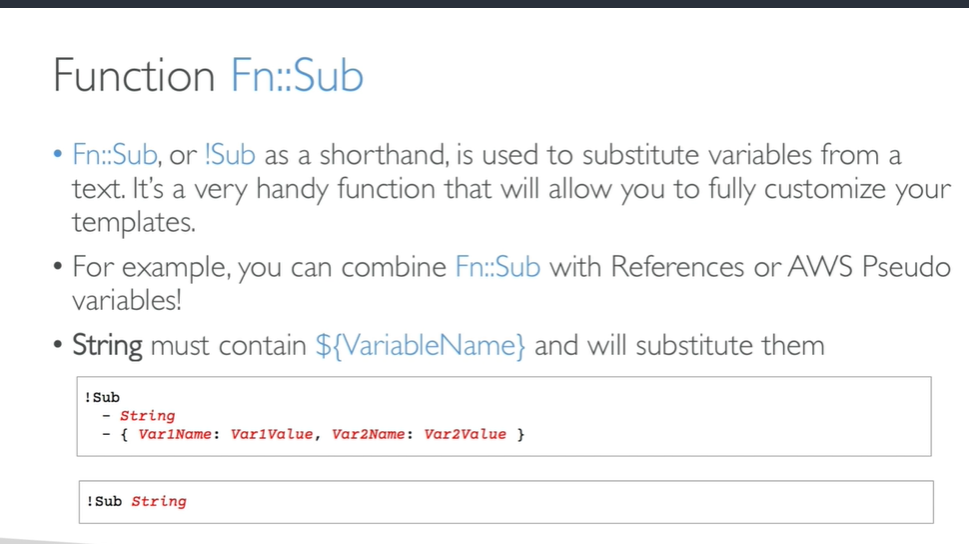 Function Fn::Sub
• Fn::Sub, or !Sub as a shorthand, is used to substitute variables from a
text. It's a very handy function that will allow you to fully customize your
templates.
• For example, you can combine Fn::Sub with References or AWS Pseudo
variables!
• String must contain ${VariableName} and will substitute them
!Sub
- String
- { Var1Name: Var1Value, Var2Name: Var2Value }
!Sub String